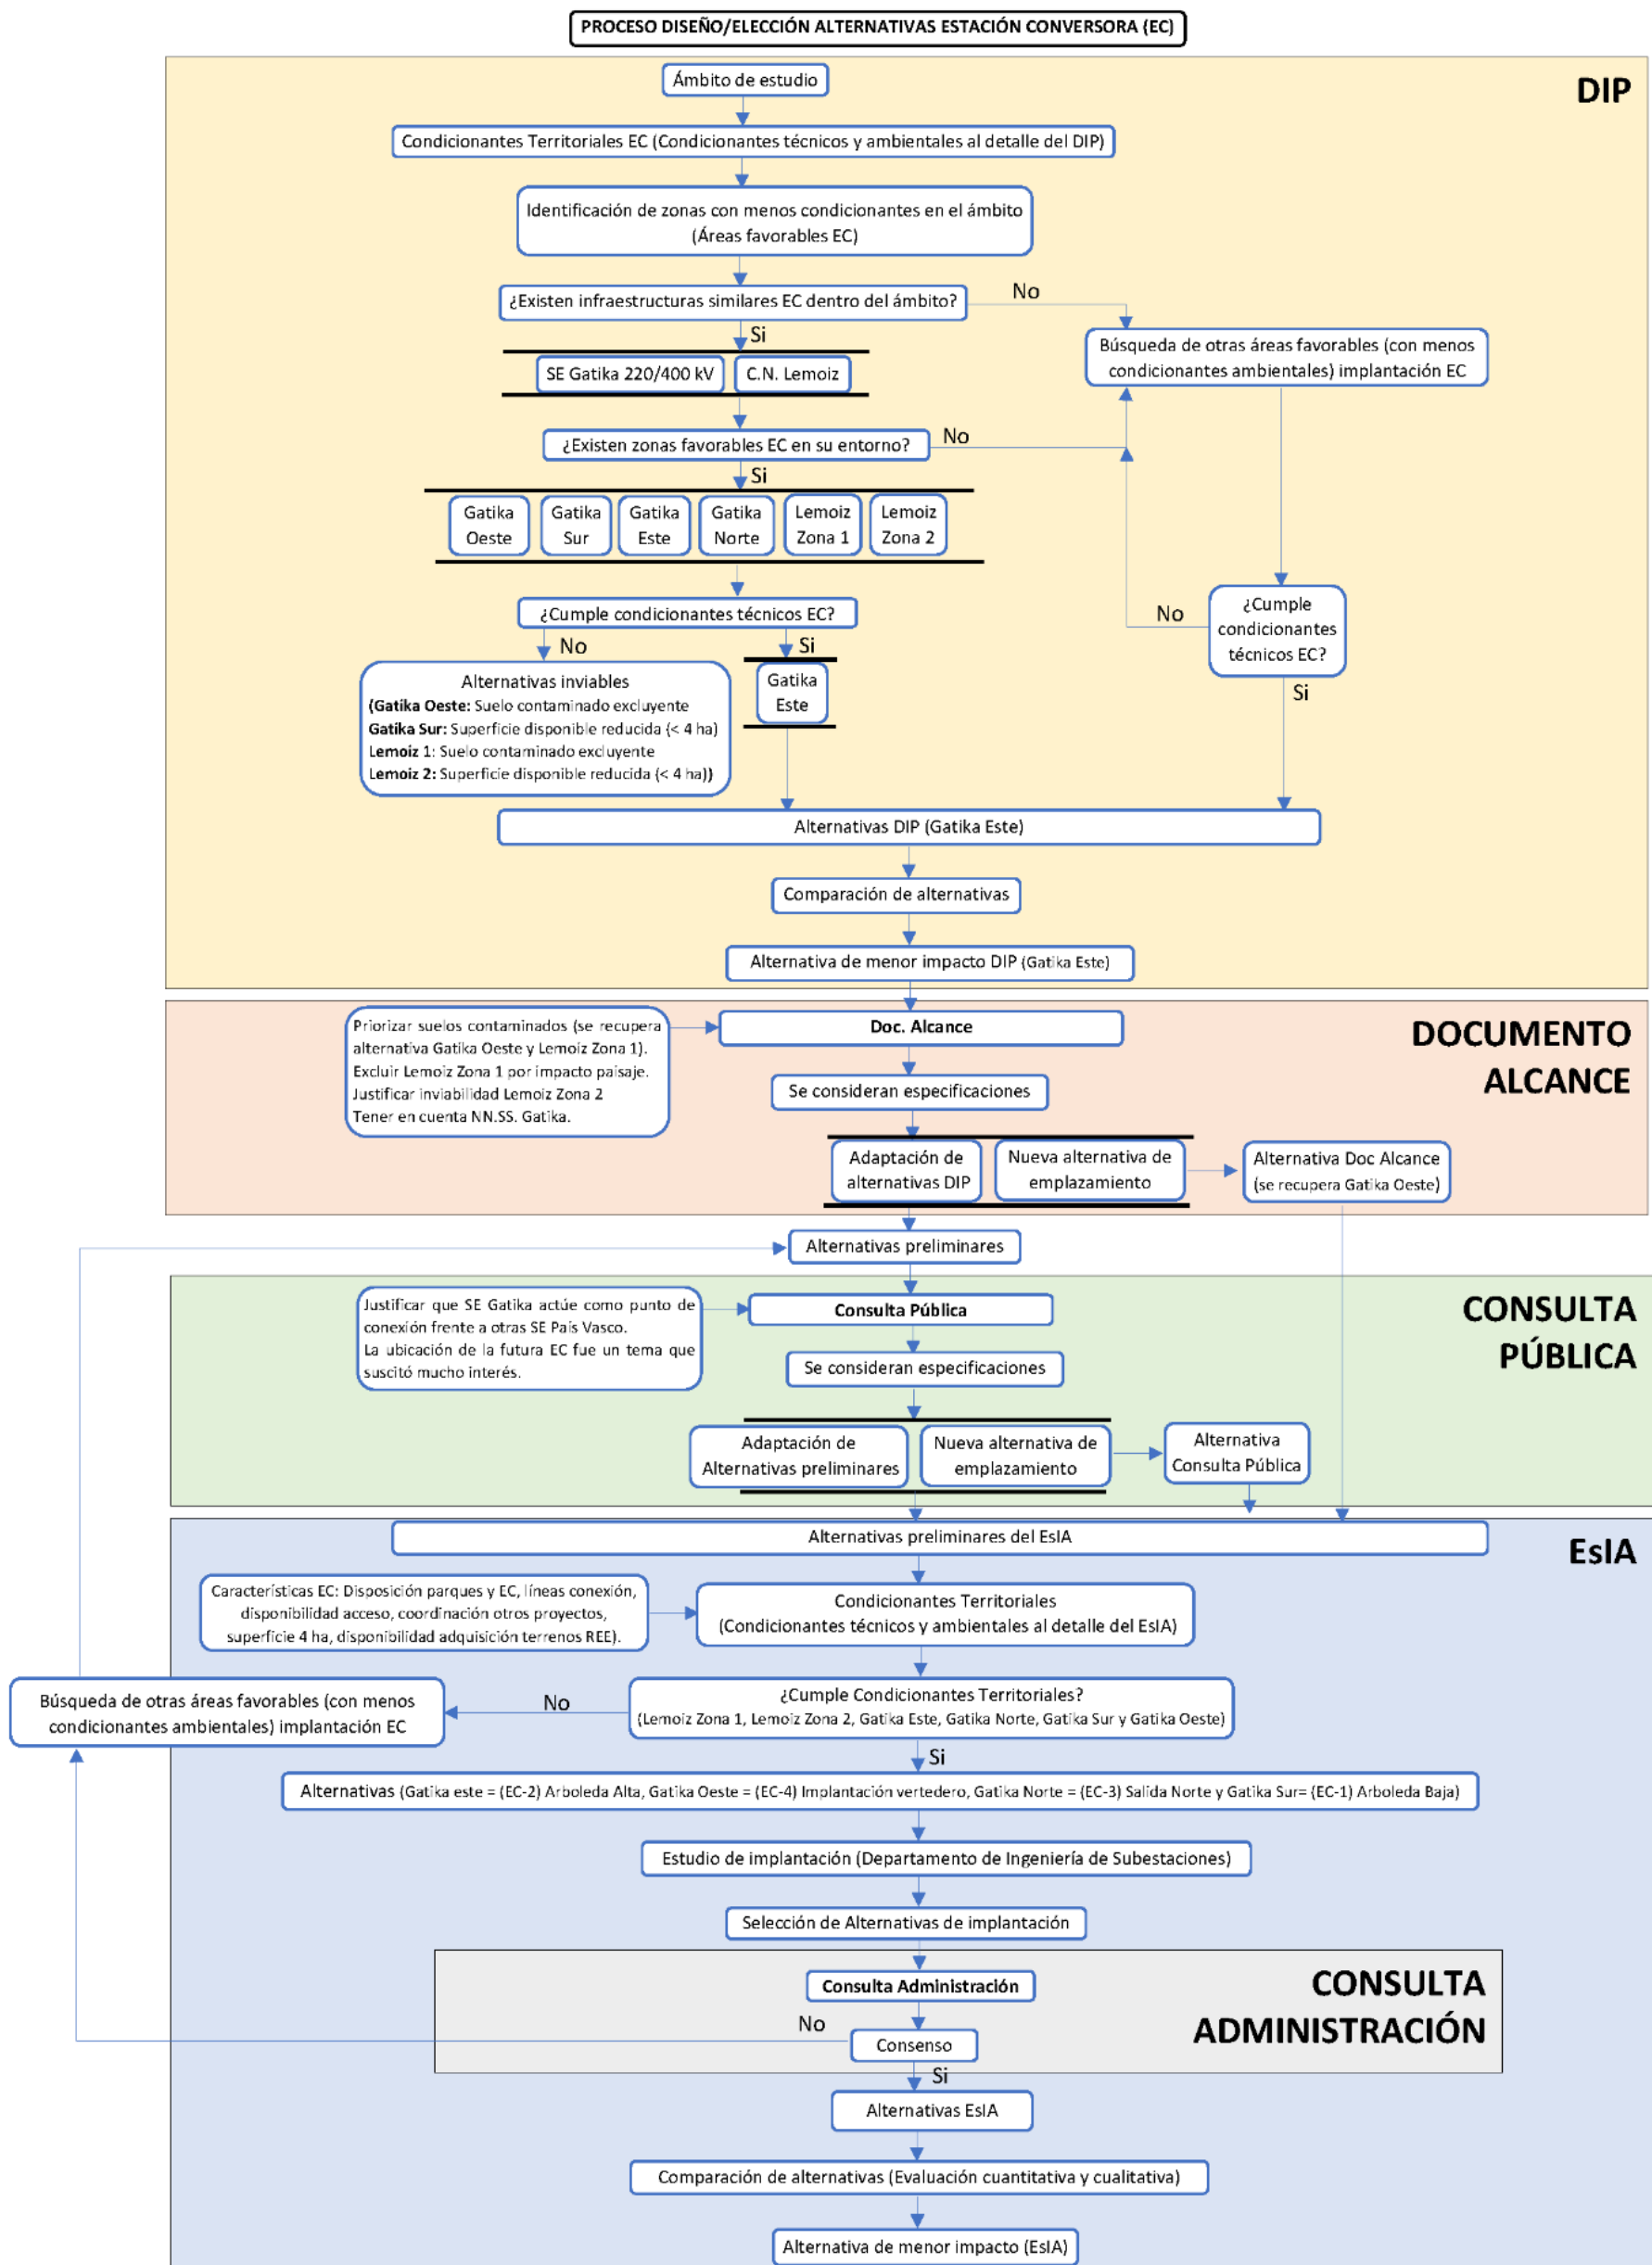 PROCESO DISEÑO/ELECCIÓN ALTERNATIVAS ESTACIÓN CONVERSORA (EC)
DIP
Ámbito de estudio
Condicionantes Territoriales EC (Condicionantes técnicos y ambientales al detalle del DIP)
Identificación de zonas con menos condicionantes en el ámbito
(Áreas favorables EC)
¿Existen infraestructuras similares EC dentro del ámbito?
No
Si
Búsqueda de otras áreas favorables (con menos
condicionantes ambientales) implantación EC
SE Gatika 220/400 kV
C.N. Lemoiz
¿Existen zonas favorables EC en su entorno?
No
Si
Gatika
Oeste
Gatika
Sur
Gatika
Este
Gatika
Norte
Lemoiz
Zona 1
Lemoiz
Zona 2
¿Cumple condicionantes técnicos EC?
No
Si
¿Cumple
condicionantes
técnicos EC?
No
Si
Alternativas inviables
(Gatika Oeste: Suelo contaminado excluyente
Gatika Sur: Superficie disponible reducida (< 4 ha)
Lemoiz 1: Suelo contaminado excluyente
Lemoiz 2: Superficie disponible reducida (< 4 ha))
Gatika
Este
Alternativas DIP (Gatika Este)
Comparación de alternativas
Alternativa de menor impacto DIP (Gatika Este)
DOCUMENTO
ALCANCE
Priorizar suelos contaminados (se recupera
alternativa Gatika Oeste y Lemoiz Zona 1).
Excluir Lemoiz Zona 1 por impacto paisaje.
Justificar inviabilidad Lemoiz Zona 2
Tener en cuenta NN.SS. Gatika.
Doc. Alcance
Se consideran especificaciones
Adaptación de
alternativas DIP
Nueva alternativa de
emplazamiento
Alternativa Doc Alcance
(se recupera Gatika Oeste)
Alternativas preliminares
CONSULTA
PÚBLICA
Justificar que SE Gatika actúe como punto de
conexión frente a otras SE País Vasco.
La ubicación de la futura EC fue un tema que
suscitó mucho interés.
Consulta Pública
Se consideran especificaciones
Adaptación de
Alternativas preliminares
Nueva alternativa de
emplazamiento
Alternativa
Consulta Pública
EsIA
Alternativas preliminares del EsIA
Características EC: Disposición parques y EC, líneas conexión,
disponibilidad acceso, coordinación otros proyectos,
superficie 4 ha, disponibilidad adquisición terrenos REE).
Condicionantes Territoriales
(Condicionantes técnicos y ambientales al detalle del EsIA)
Búsqueda de otras áreas favorables (con menos
condicionantes ambientales) implantación EC
No
¿Cumple Condicionantes Territoriales?
(Lemoiz Zona 1, Lemoiz Zona 2, Gatika Este, Gatika Norte, Gatika Sur y Gatika Oeste)
Si
Alternativas (Gatika este = (EC-2) Arboleda Alta, Gatika Oeste = (EC-4) Implantación vertedero, Gatika Norte = (EC-3) Salida Norte y Gatika Sur= (EC-1) Arboleda Baja)
Estudio de implantación (Departamento de Ingeniería de Subestaciones)
Selección de Alternativas de implantación
CONSULTA
ADMINISTRACIÓN
Consulta Administración
No
Consenso
Si
Alternativas EsIA
Comparación de alternativas (Evaluación cuantitativa y cualitativa)
Alternativa de menor impacto (EsIA)